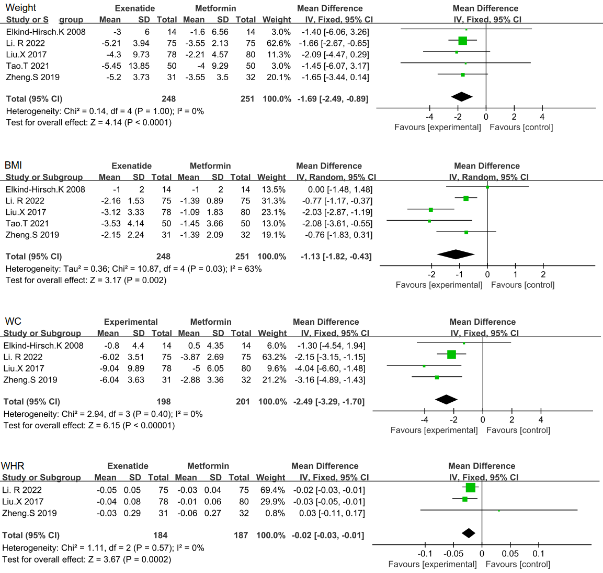 Weight
Exenatide Metformin Mean Difference Mean Difference
Study or S group Mean SD Total Mean SD Total Weight IV, Fixed, 95% CI IV, Fixed, 95% CI
Elkind-Hirsch.K 2008 -3 6 14 -1.6 6.56 14 3.0% -1.40 [-6.06, 3.26]
Li. R 2022 -5.21 3.94 75 -3.55 2.13 75 62.0% -1.66 [-2.67, -0.65]
Liu.X 2017 -4.3 9.73 78 -2.21 4.57 80 11.3% -2.09 [-4.47, 0.29]
Tao.T 2021 -5.45 13.85 50 -4 9.29 50 3.0% -1.45 [-6.07, 3.17]
Zheng.S 2019 -5.2 3.73 31 -3.55 3.5 32 20.0% -1.65 [-3.44, 0.14]
Total (95% CI) 248 251 100.0% -1.69 [-2.49, -0.89]
Heterogeneity: Chi² = 0.14, df = 4 (P = 1.00); I² = 0%
Test for overall effect: Z = 4.14 (P < 0.0001)
-4 -2 0 2 4
Favours [experimental] Favours [control]
BMI
Exenatide Metformin Mean Difference Mean Difference
Study or Subgroup Mean SD Total Mean SD Total Weight IV, Random, 95% CI IV, Random, 95% CI
Elkind-Hirsch.K 2008 -1 2 14 -1 2 14 13.5% 0.00 [-1.48, 1.48]
Li. R 2022 -2.16 1.53 75 -1.39 0.89 75 33.8% -0.77 [-1.17, -0.37]
Liu.X 2017 -3.12 3.33 78 -1.09 1.83 80 24.9% -2.03 [-2.87, -1.19]
Tao.T 2021 -3.53 4.14 50 -1.45 3.66 50 12.9% -2.08 [-3.61, -0.55]
Zheng.S 2019 -2.15 2.24 31 -1.39 2.09 32 -0.76 [-1.83, 0.31]
Total (95% CI) 248 251 100.0% -1.13 [-1.82, -0.43]
Heterogeneity: Tau² = 0.36; Chi² = 10.87, df = 4 (P = 0.03); I² = 63%
Test for overall effect: Z = 3.17 (P = 0.002)
-2 -1 0 1 2
Favours [experimental] Favours [control]
WC
Experimental Metformin Mean Difference Mean Difference
Study or Subgroup Mean SD Total Mean SD Total Weight IV, Fixed, 95% CI IV, Fixed, 95% CI
Elkind-Hirsch.K 2008 -0.8 4.4 14 0.5 4.35 14 6.0% -1.30 [-4.54, 1.94]
Li. R 2022 -6.02 3.51 75 -3.87 2.69 75 -2.15 [-3.15, -1.15]
Liu.X 2017 -9.04 9.89 78 -5 6.05 80 -4.04 [-6.60, -1.48]
Zheng.S 2019 -6.04 3.63 31 -2.88 3.36 32 -3.16 [-4.89, -1.43]
Total (95% CI) 198 201 100.0% -2.49 [-3.29, -1.70]
Heterogeneity: Chi² = 2.94, df = 3 (P = 0.40); I² = 0%
Test for overall effect: Z = 6.15 (P < 0.00001)
-4 -2 0 2 4
Favours [experimental] Favours [control]
WHR
Exenatide Metformin Mean Difference Mean Difference
Study or Subgroup Mean SD Total Mean SD Total Weight IV, Fixed, 95% CI IV, Fixed, 95% CI
Li. R 2022 -0.05 0.05 75 -0.03 0.04 75 69.4% -0.02 [-0.03, -0.01]
Liu.X 2017 -0.04 0.08 78 -0.01 0.06 80 29.8% -0.03 [-0.05, -0.01]
Zheng.S 2019 -0.03 0.29 31 -0.06 0.27 32 0.8% 0.03 [-0.11, 0.17]
Total (95% CI) 184 187 100.0% -0.02 [-0.03, -0.01]
Heterogeneity: Chi² = 1.11, df = 2 (P = 0.57); I² = 0%
Test for overall effect: Z = 3.67 (P = 0.0002)
-0.1 -0.05 0 0.05 0.1
Favours [experimental] Favours [control]